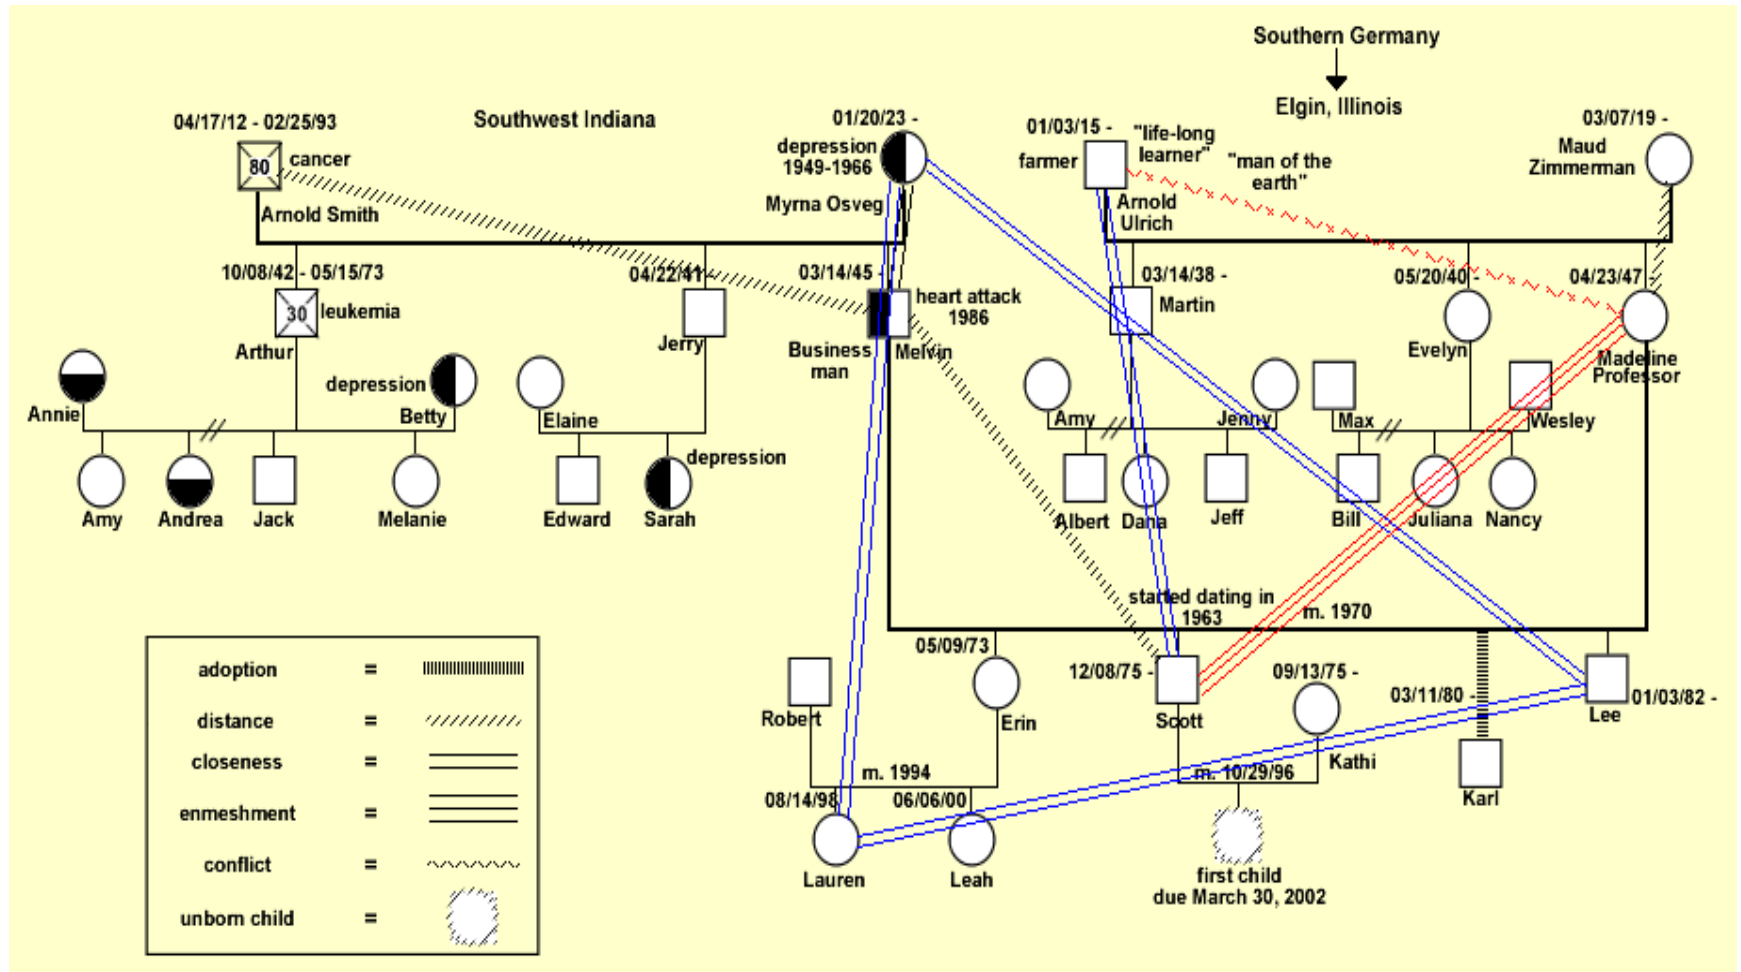 Southern Germany
Elgin, Illinois
04/17/12 - 02/25/93
Southwest Indiana
01/20/23 -
01/03/15 -
03/07/19 -
80
cancer
depression
1949-1966
farmer
"life-long
learner"
"man of the
earth"
Maud
Zimmerman
Arnold Smith
Myrna Osveg
Arnold
Ulrich
10/08/42 - 05/15/73
04/22/41
03/14/45 -
03/14/38 -
05/20/40 -
04/23/47
30
leukemia
heart attack
1986
Martin
Arthur
Jerry
Business
man
Melvin
Evelyn
Madeline
Professor
depression
Annie
Betty
Elaine
Amy
Jenny
Max
Wesley
depression
Amy
Andrea
Jack
Melanie
Edward
Sarah
Albert
Dana
Jeff
Bill
Juliana
Nancy
started dating in
1963
m. 1970
05/09/73
12/08/75 -
09/13/75 -
03/11/80 -
01/03/82 -
Robert
Erin
Scott
Kathi
Lee
Karl
m. 1994
m. 10/29/96
08/14/98
06/06/00
Lauren
Leah
first child
due March 30, 2002
adoption =
distance =
closeness =
enmeshment =
conflict =
unborn child =